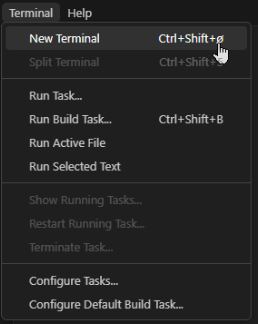 Terminal Help
New Terminal Ctrl+Shift+ø
Split Terminal Ctrl+Shift+
Run Task...
Run Build Task... Ctrl+Shift+B
Run Active File
Run Selected Text
Show Running Tasks...
Restart Running Task...
Terminate Task...
Configure Tasks...
Configure Default Build Task...